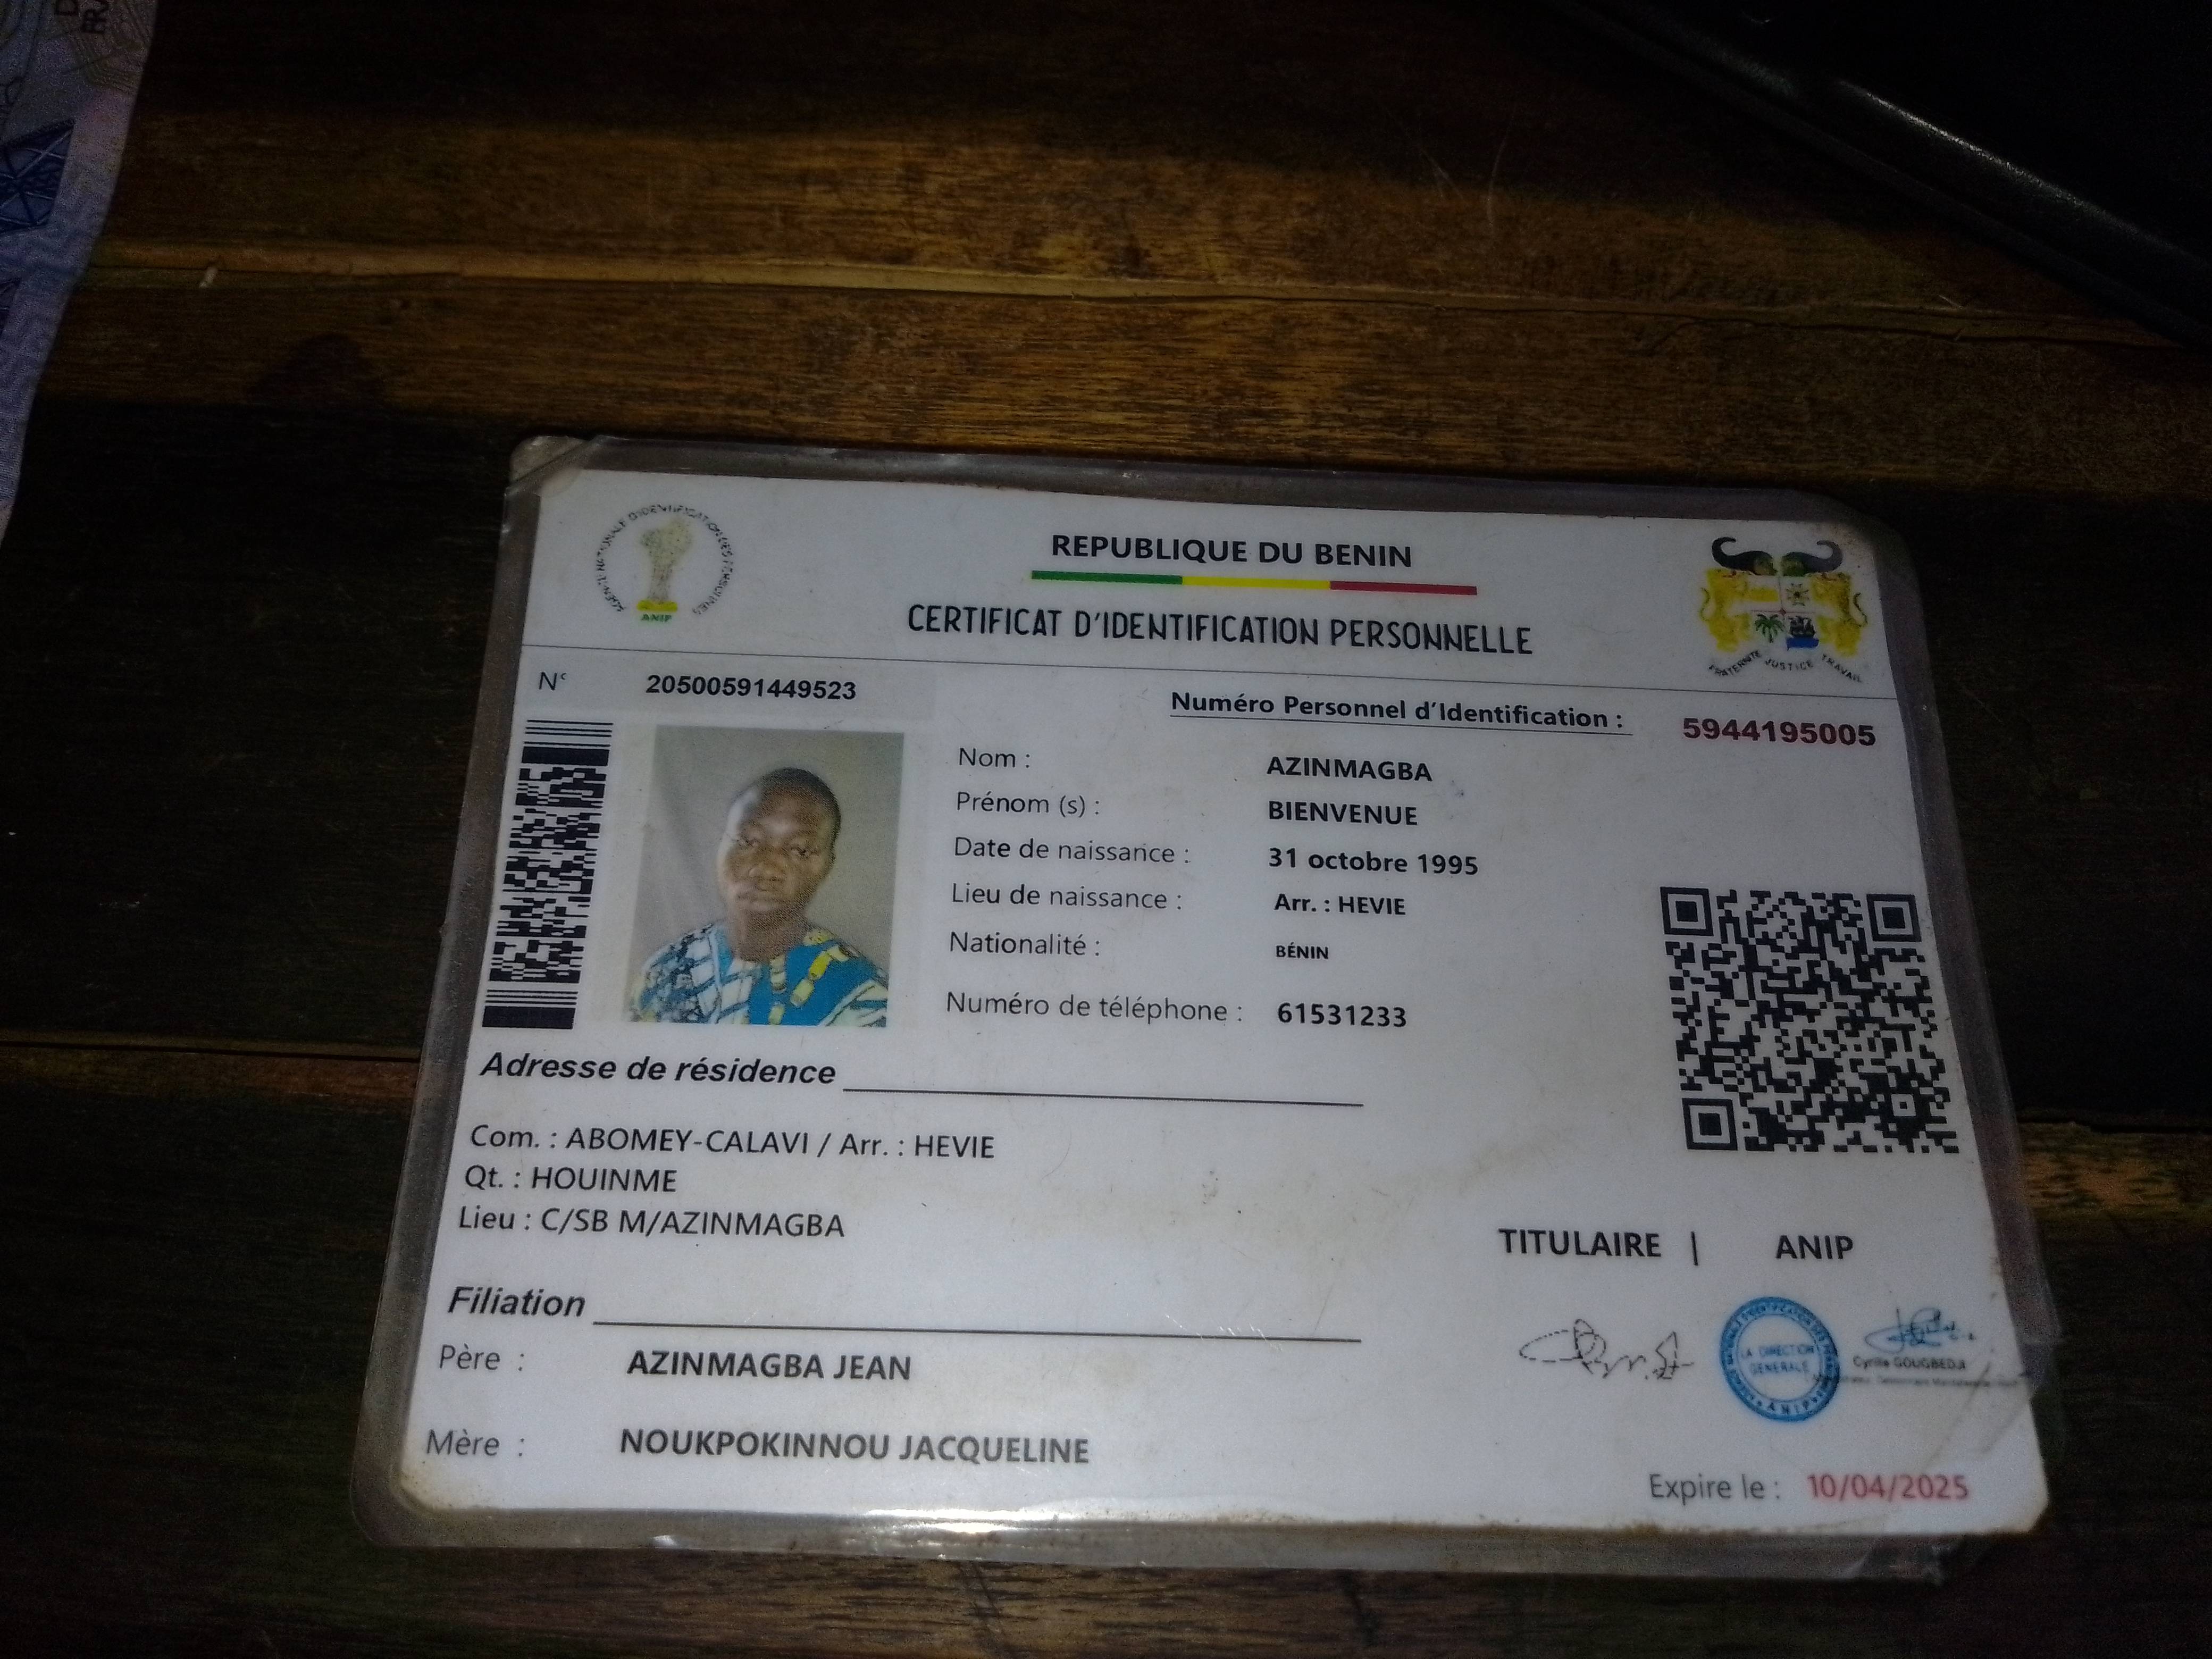 AGENCE NATIONALE D'IDENTIFICATION DES PERSONNES
ANIP
REPUBLIQUE DU BENIN
CERTIFICAT D'IDENTIFICATION PERSONNELLE
FRATERNITE JUSTICE TRAVAIL
N° 20500591449523
Numéro Personnel d'Identification : 5944195005
Nom : AZINMAGBA
Prénom (s) : BIENVENUE
Date de naissance : 31 octobre 1995
Lieu de naissance : Arr. : HEVIE
Nationalité : BÉNIN
Numéro de téléphone : 61531233
Adresse de résidence
Com. : ABOMEY-CALAVI / Arr. : HEVIE
Qt. : HOUINME
Lieu : C/SB M/AZINMAGBA
TITULAIRE | ANIP
LA DIRECTION
GENERALE
ANIP
Cyrille GOUGBEDJI
Filiation
Père : AZINMAGBA JEAN
Mère : NOUKPOKINNOU JACQUELINE
Expire le : 10/04/2025